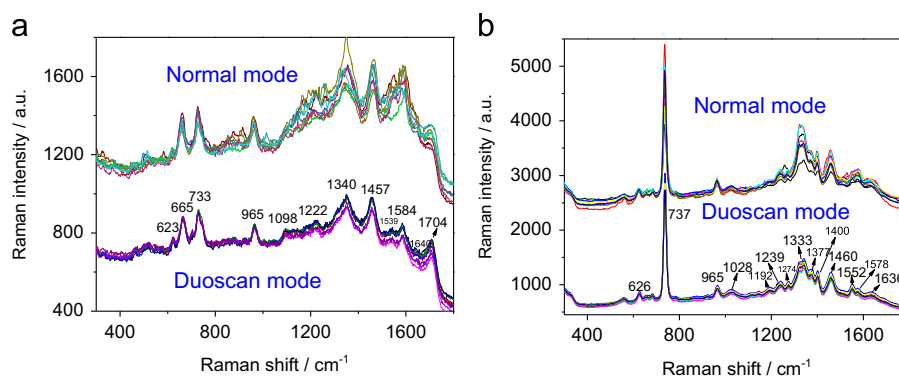 a
Raman intensity / a.u.
1600
1200
800
400
Normal mode
623
665
733
965
1098
1222
1340
1457
1539
1584
1640
1704
Duoscan mode
400 800 1200 1600
Raman shift / cm-1
b
Raman intensity / a.u.
5000
4000
3000
2000
1000
Normal mode
Duoscan mode
737
626
965
1028
1192
1239
1274
1333
1377
1400
1460
1552
1578
1636
400 800 1200 1600
Raman shift / cm-1